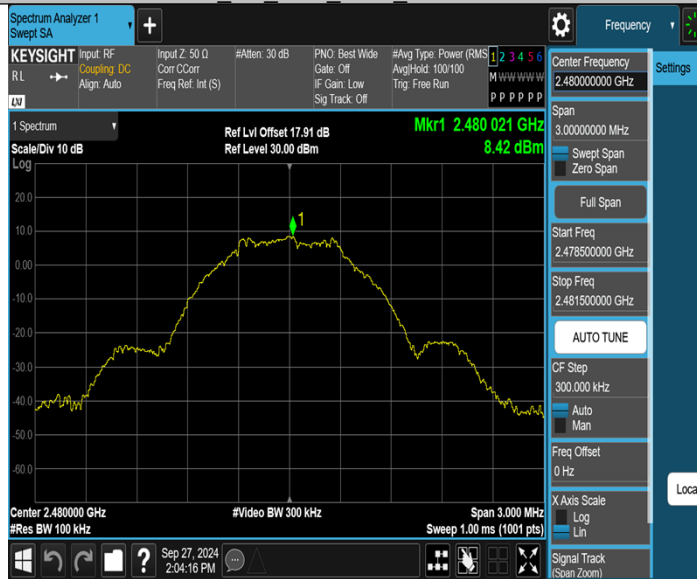 Spectrum Analyzer 1
Swept SA
Frequency
KEYSIGHT
RL
LXI
Input: RF
Coupling: DC
Align: Auto
Input Z: 50 Ω
Corr CCorr
Freq Ref: Int (S)
#Atten: 30 dB
PNO: Best Wide
Gate: Off
IF Gain: Low
Sig Track: Off
#Avg Type: Power (RMS
Avg|Hold: 100/100
Trig: Free Run
1 2 3 4 5 6
M W W W W W
P P P P P P
1 Spectrum
Scale/Div 10 dB
Log
Ref Lvl Offset 17.91 dB
Ref Level 30.00 dBm
Mkr1 2.480 021 GHz
8.42 dBm
20.0
10.0
0.00
-10.0
-20.0
-30.0
-40.0
-50.0
-60.0
1
Center 2.480000 GHz
#Res BW 100 kHz
#Video BW 300 kHz
Span 3.000 MHz
Sweep 1.00 ms (1001 pts)
Sep 27, 2024
2:04:16 PM
Center Frequency
2.480000000 GHz
Span
3.00000000 MHz
Swept Span
Zero Span
Full Span
Start Freq
2.478500000 GHz
Stop Freq
2.481500000 GHz
AUTO TUNE
CF Step
300.000 kHz
Auto
Man
Freq Offset
0 Hz
X Axis Scale
Log
Lin
Signal Track
(Span Zoom)
Settings
Loca